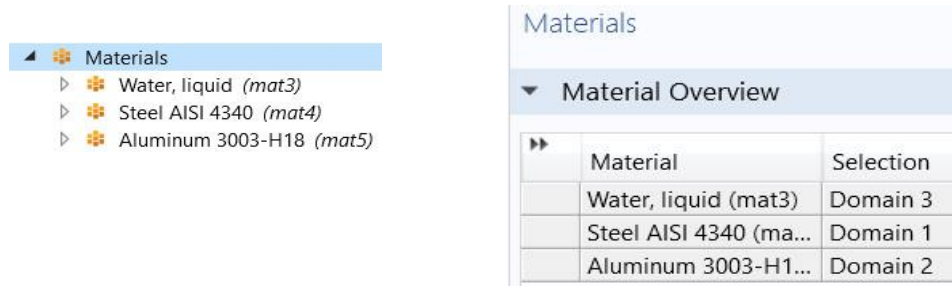 Materials
Water, liquid (mat3)
Steel AISI 4340 (mat4)
Aluminum 3003-H18 (mat5)
Materials
Material Overview
Material Selection
Water, liquid (mat3) Domain 3
Steel AISI 4340 (ma... Domain 1
Aluminum 3003-H1... Domain 2